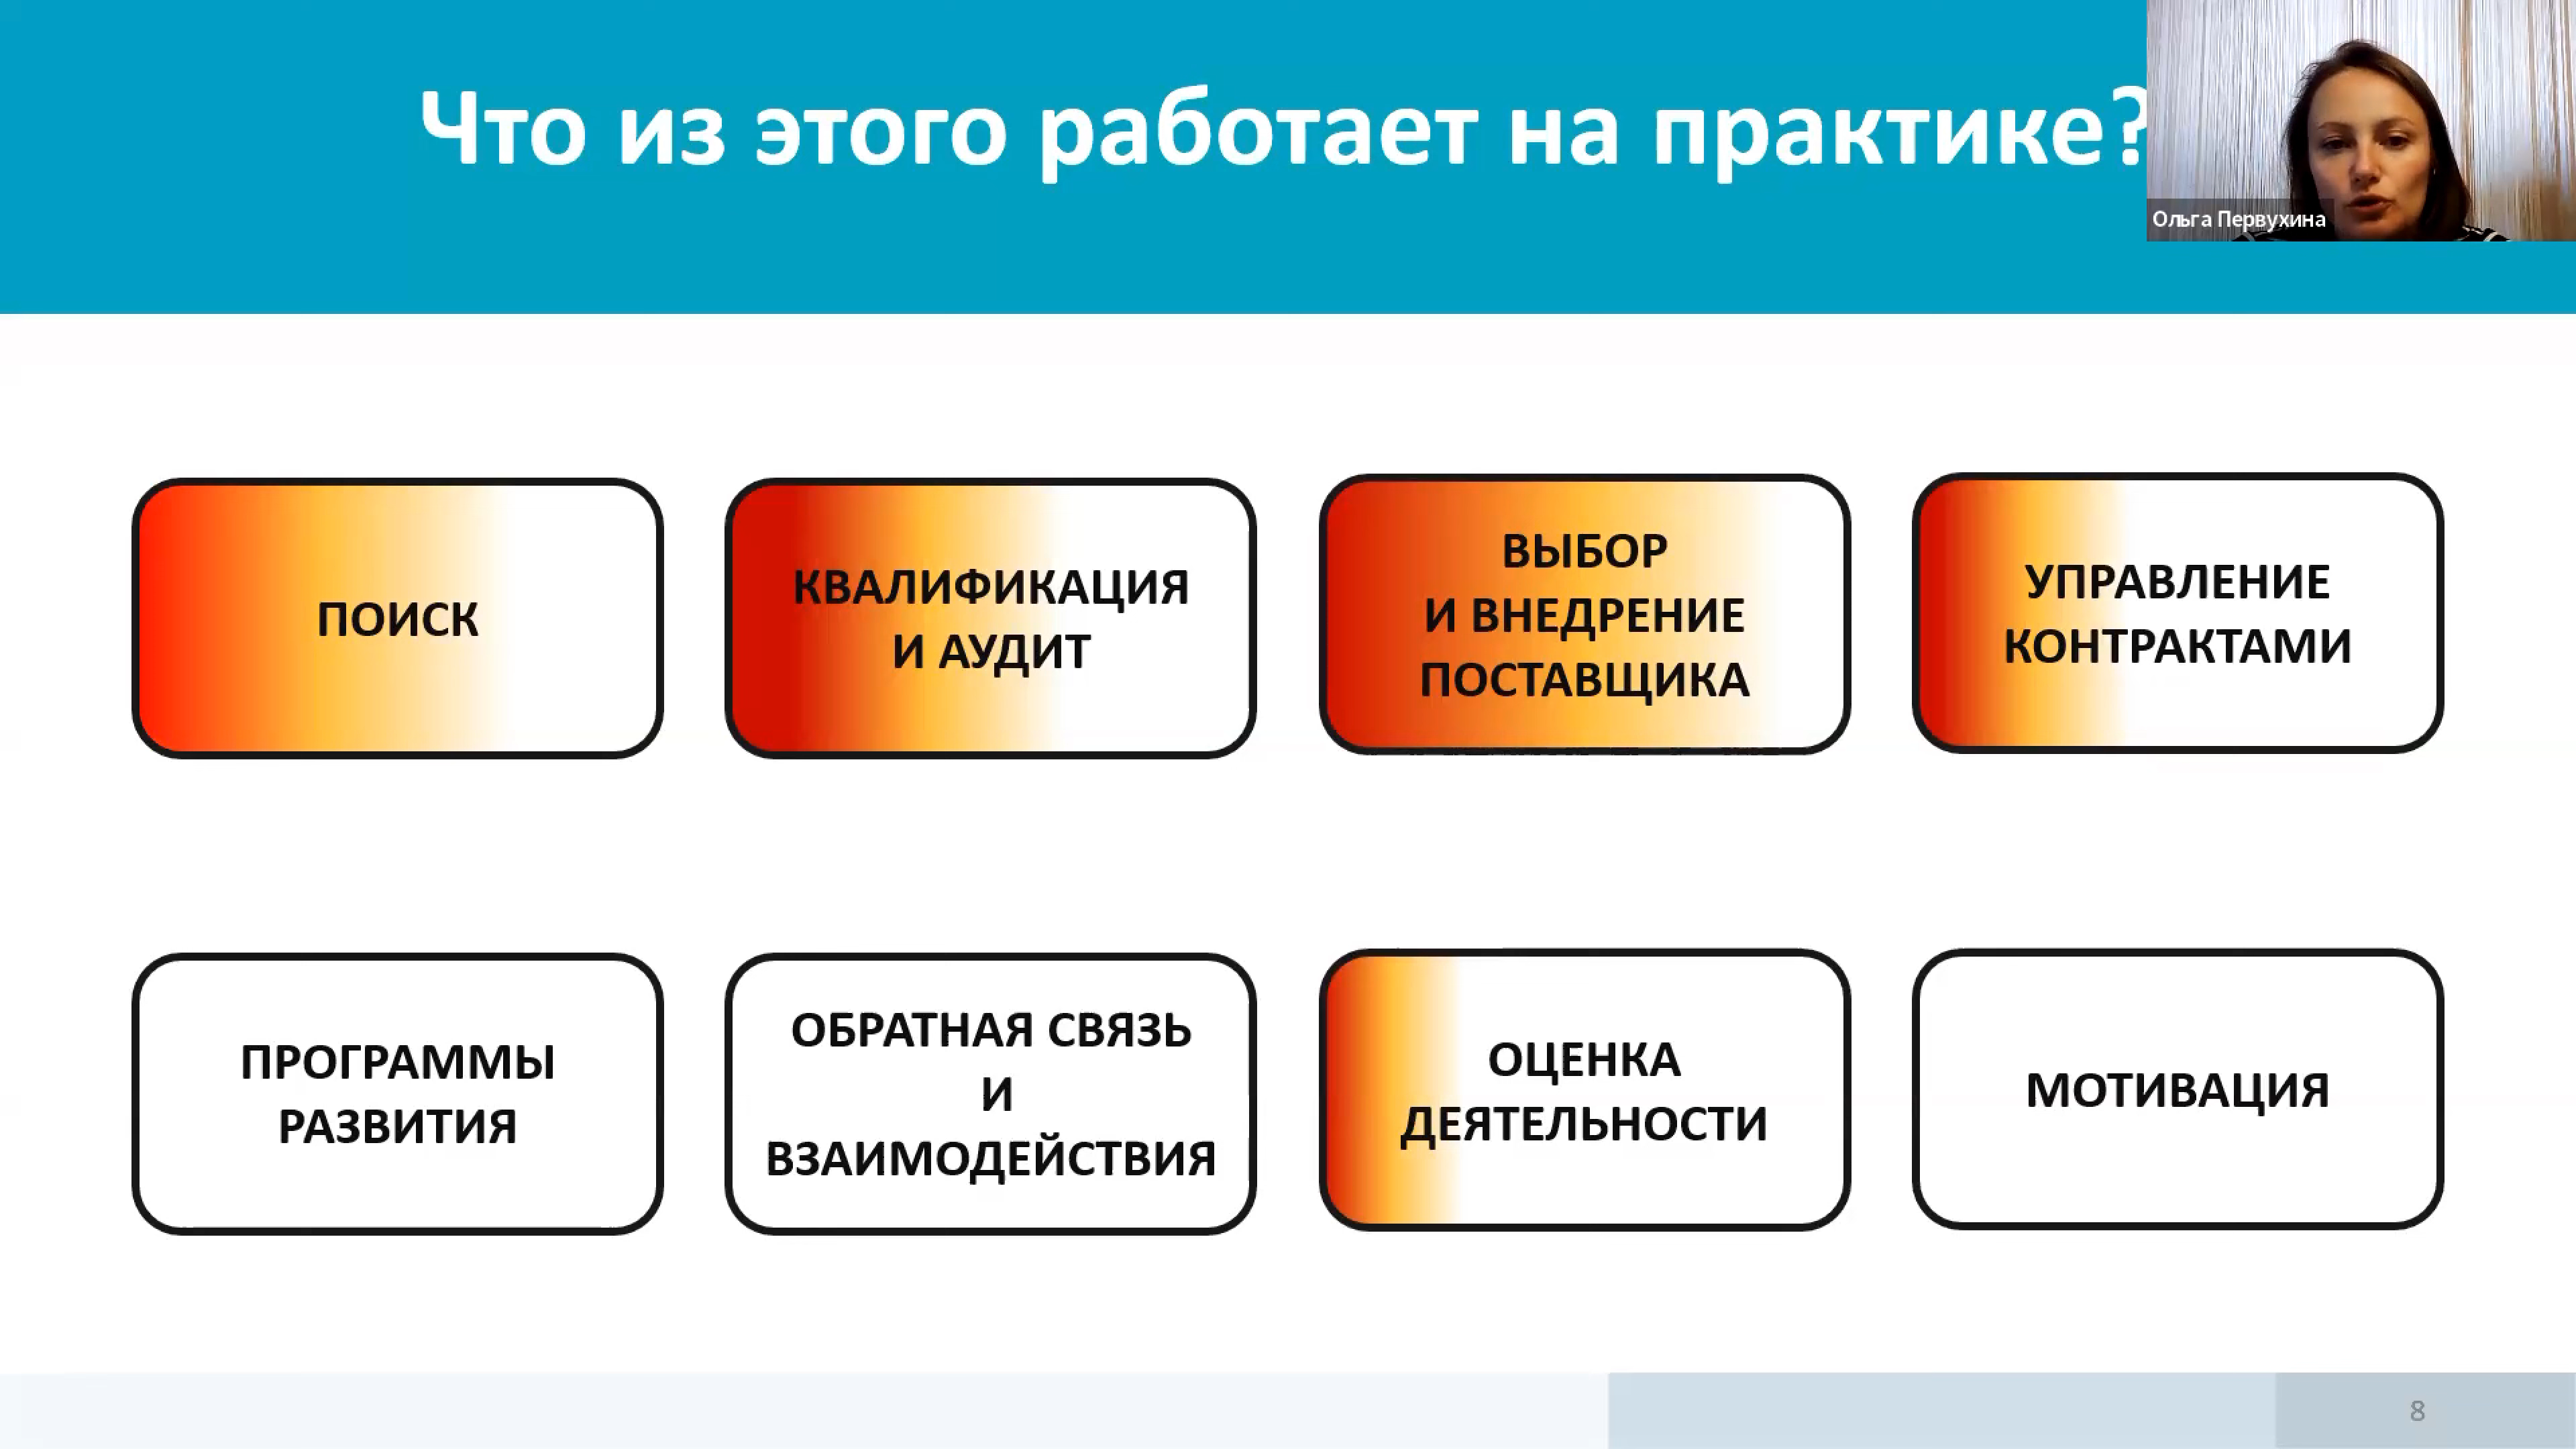 Что из этого работает на практике?
Ольга Первухина
ПОИСК
КВАЛИФИКАЦИЯ
И АУДИТ
ВЫБОР
И ВНЕДРЕНИЕ
ПОСТАВЩИКА
УПРАВЛЕНИЕ
КОНТРАКТАМИ
ПРОГРАММЫ
РАЗВИТИЯ
ОБРАТНАЯ СВЯЗЬ
И
ВЗАИМОДЕЙСТВИЯ
ОЦЕНКА
ДЕЯТЕЛЬНОСТИ
МОТИВАЦИЯ
8